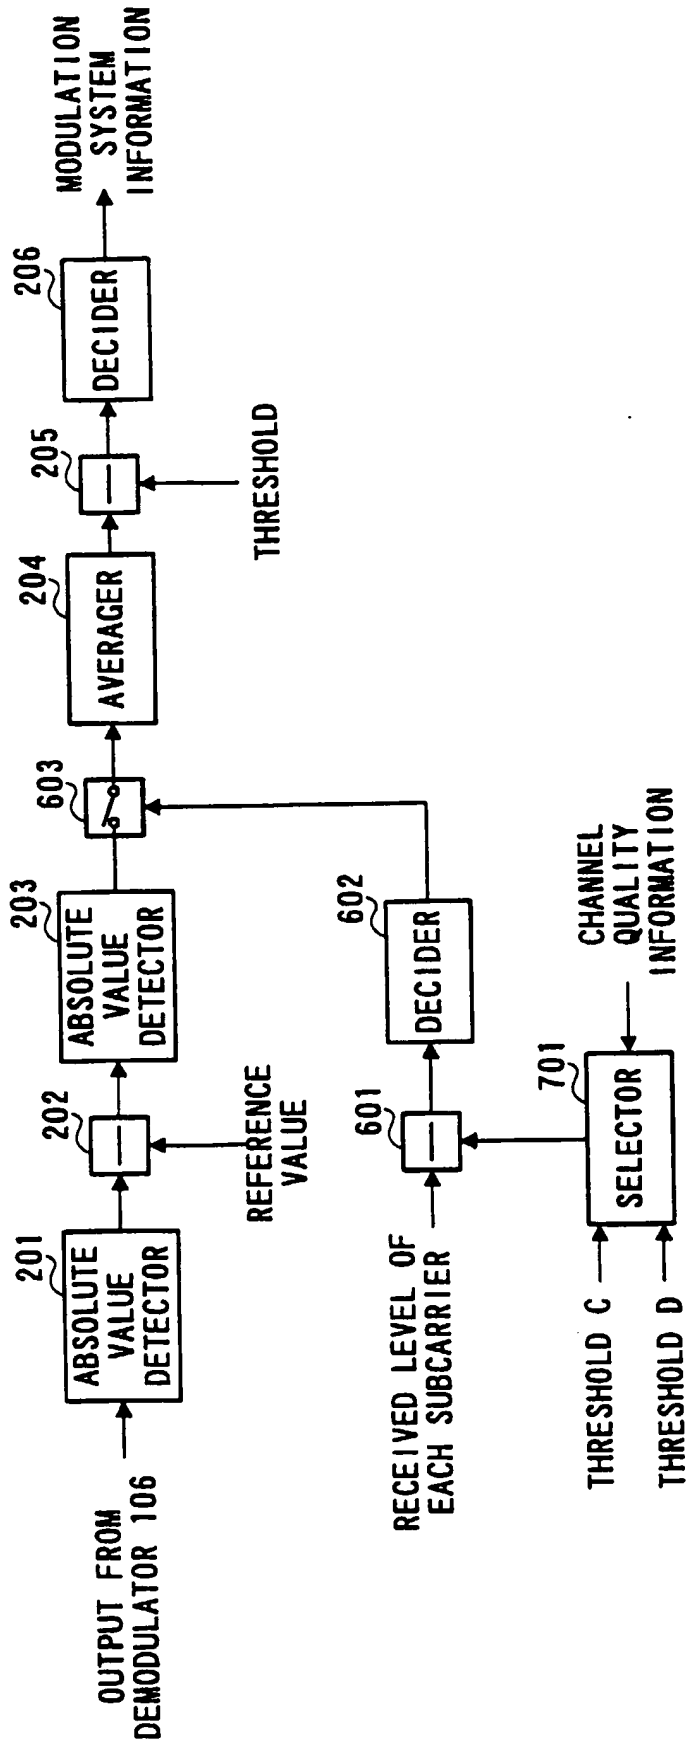 OUTPUT FROM
DEMODULATOR 106
201
ABSOLUTE
VALUE
DETECTOR
202
REFERENCE
VALUE
203
ABSOLUTE
VALUE
DETECTOR
603
204
AVERAGER
205
THRESHOLD
206
DECIDER
MODULATION
SYSTEM
INFORMATION
RECEIVED LEVEL OF
EACH SUBCARRIER
601
602
DECIDER
THRESHOLD C
THRESHOLD D
701
SELECTOR
CHANNEL
QUALITY
INFORMATION